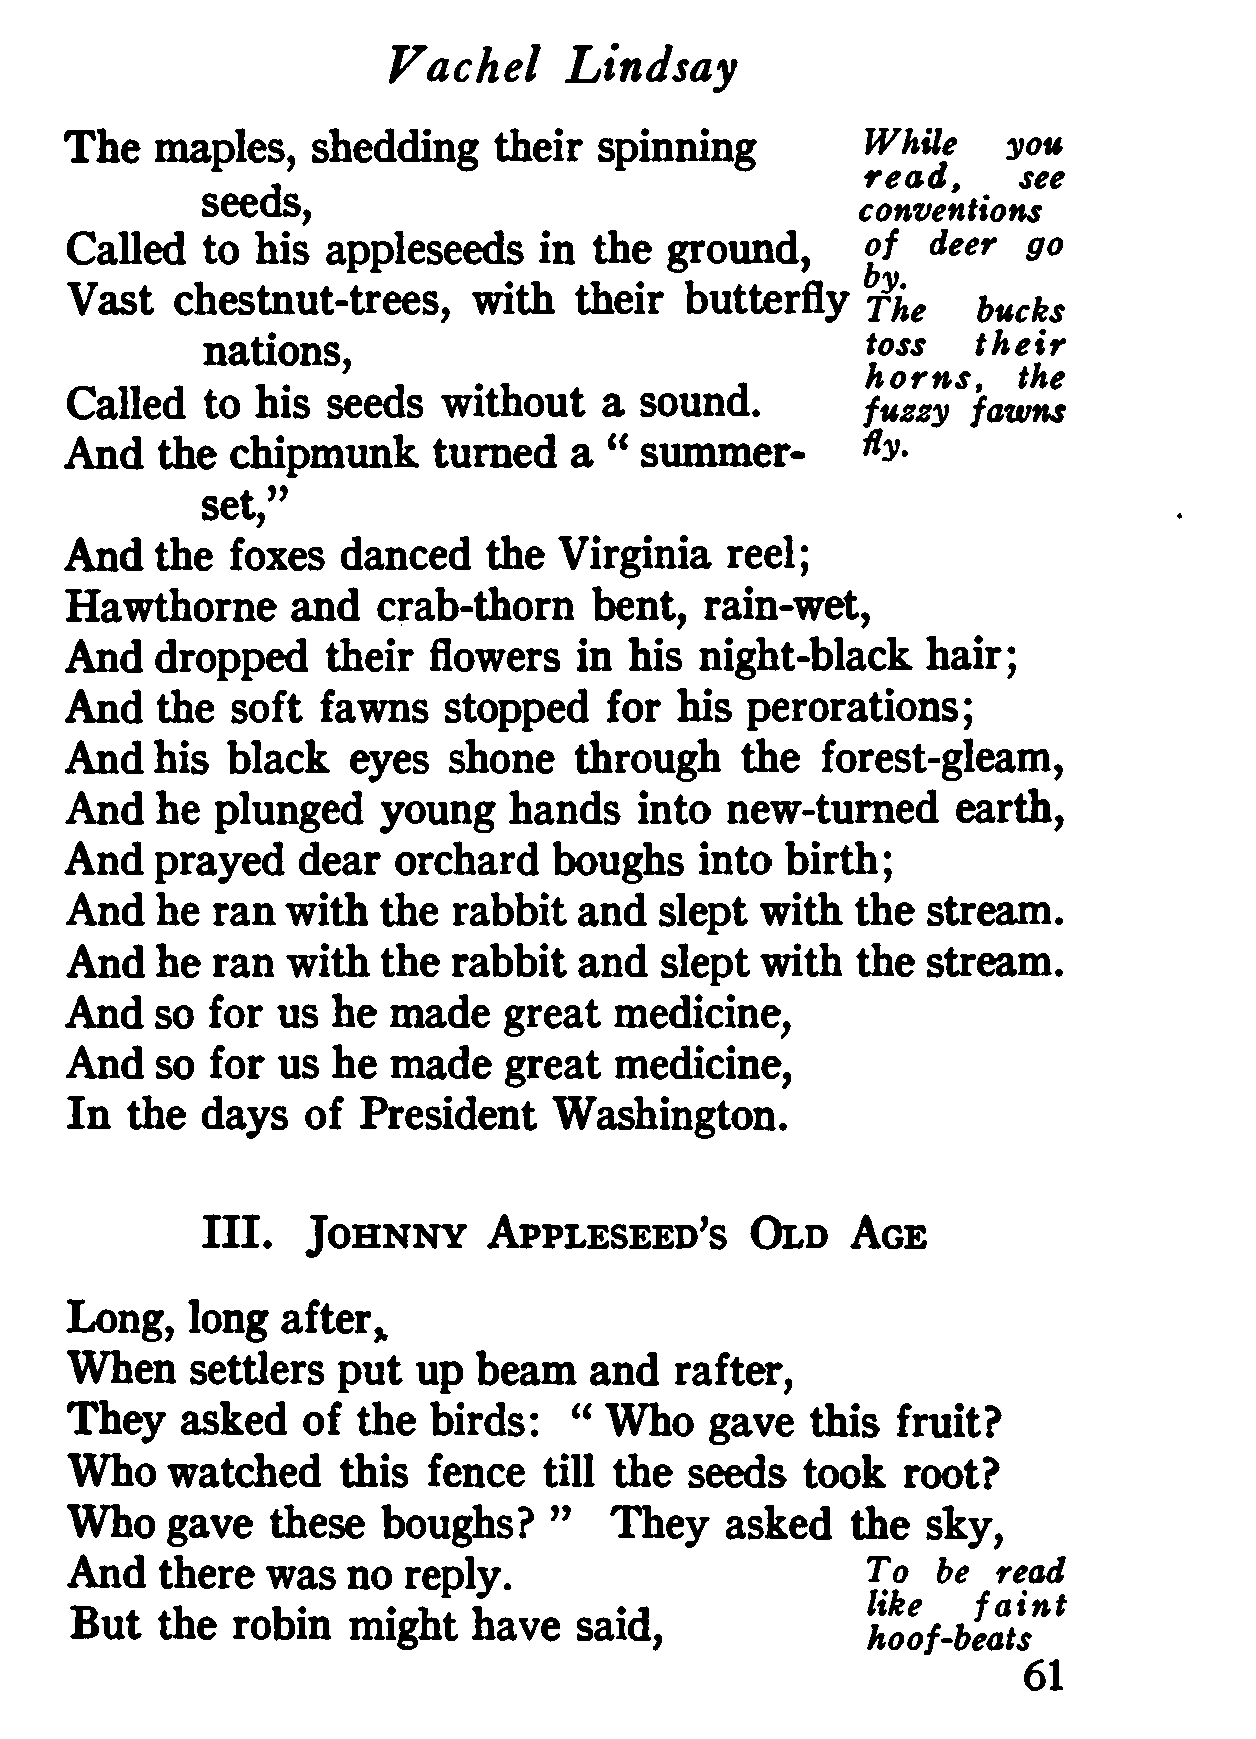 Vachel Lindsay
The maples, shedding their spinning
seeds,
Called to his appleseeds in the ground,
Vast chestnut-trees, with their butterfly
nations,
Called to his seeds without a sound.
And the chipmunk turned a “ summer-
set,”
While you
read, see
conventions
of deer go
by.
The bucks
toss their
horns, the
fuzzy fawns
fly.
And the foxes danced the Virginia reel;
Hawthorne and crab-thorn bent, rain-wet,
And dropped their flowers in his night-black hair;
And the soft fawns stopped for his perorations;
And his black eyes shone through the forest-gleam,
And he plunged young hands into new-turned earth,
And prayed dear orchard boughs into birth;
And he ran with the rabbit and slept with the stream.
And he ran with the rabbit and slept with the stream.
And so for us he made great medicine,
And so for us he made great medicine,
In the days of President Washington.
III. Johnny Appleseed’s Old Age
Long, long after,
When settlers put up beam and rafter,
They asked of the birds: “ Who gave this fruit?
Who watched this fence till the seeds took root?
Who gave these boughs? ” They asked the sky,
And there was no reply.
But the robin might have said,
To be read
like faint
hoof-beats
61